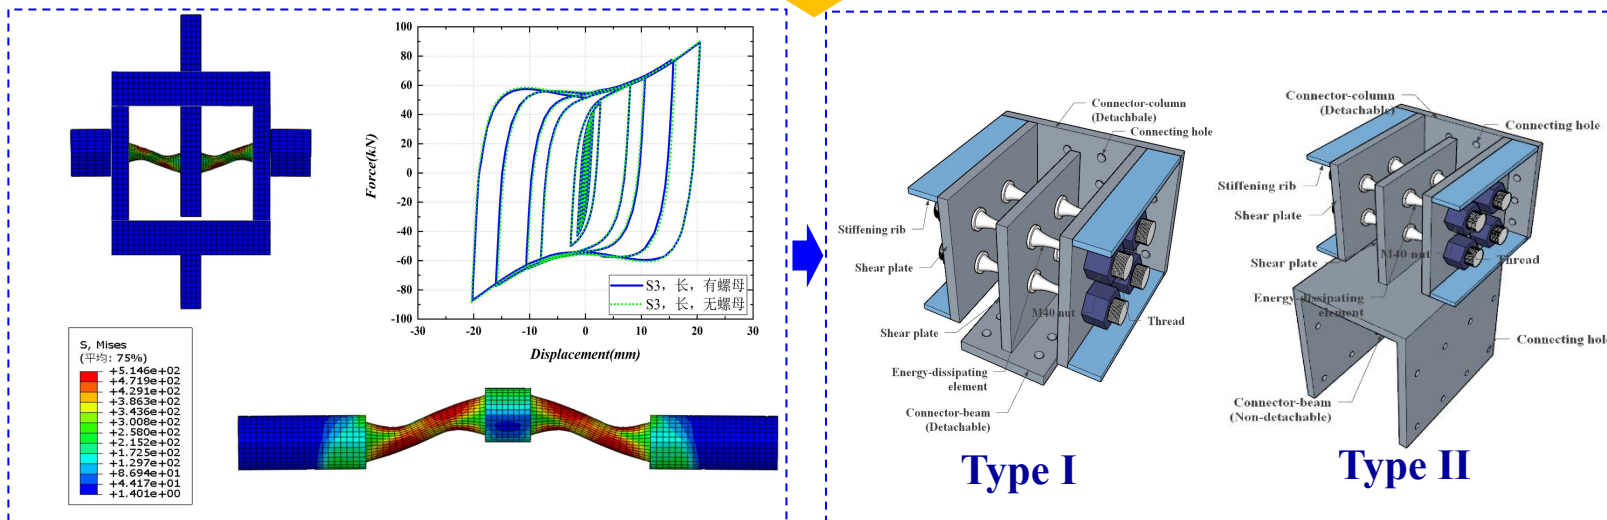 100
80
60
40
20
0
-20
-40
-60
-80
-100
-30
-20
-10
0
10
20
30
Force(kN)
Displacement(mm)
S3，长，有螺母
S3，长，无螺母
S, Mises
(平均: 75%)
+5.146e+02
+4.719e+02
+4.291e+02
+3.863e+02
+3.436e+02
+3.008e+02
+2.580e+02
+2.152e+02
+1.725e+02
+1.297e+02
+8.694e+01
+4.417e+01
+1.401e+00
Connector-column
(Detachbale)
Connecting hole
Stiffening rib
Shear plate
Shear plate
M40 nut
Thread
Energy-dissipating
element
Connector-beam
(Detachable)
Type I
Connector-column
(Detachable)
Connecting hole
Stiffening rib
Shear plate
Shear plate
M40 nut
Thread
Energy-dissipating
element
Connecting hole
Connector-beam
(Non-detachable)
Type II